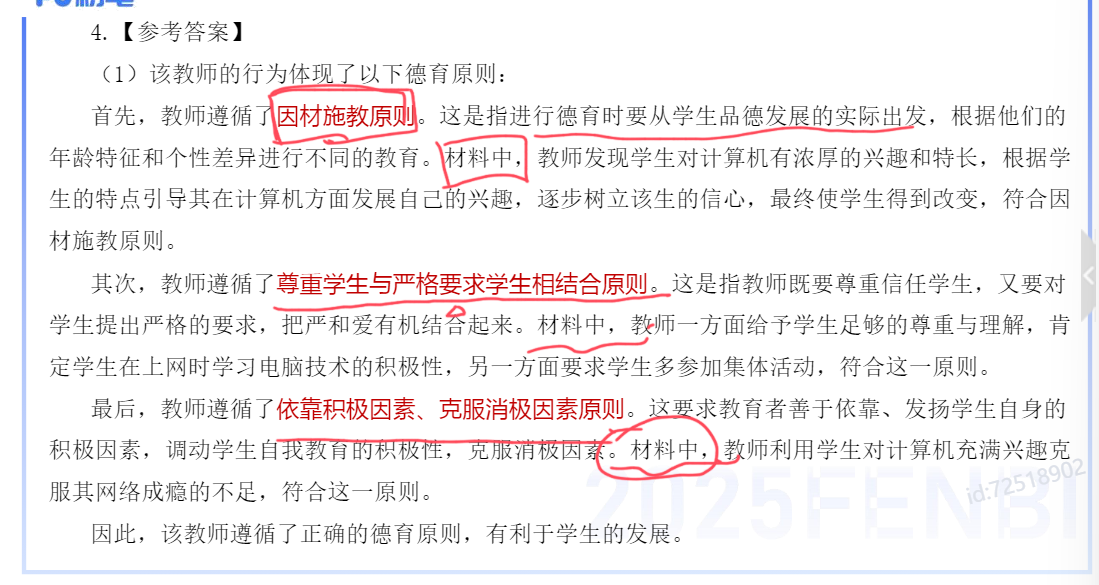 4.【参考答案】
（1）该教师的行为体现了以下德育原则：
首先，教师遵循了因材施教原则。这是指进行德育时要从学生品德发展的实际出发，根据他们的
年龄特征和个性差异进行不同的教育。材料中，教师发现学生对计算机有浓厚的兴趣和特长，根据学
生的特点引导其在计算机方面发展自己的兴趣，逐步树立该生的信心，最终使学生得到改变，符合因
材施教原则。
其次，教师遵循了尊重学生与严格要求学生相结合原则。这是指教师既要尊重信任学生，又要对
学生提出严格的要求，把严和爱有机结合起来。材料中，教师一方面给予学生足够的尊重与理解，肯
定学生在上网时学习电脑技术的积极性，另一方面要求学生多参加集体活动，符合这一原则。
最后，教师遵循了依靠积极因素、克服消极因素原则。这要求教育者善于依靠、发扬学生自身的
积极因素，调动学生自我教育的积极性，克服消极因素。材料中，教师利用学生对计算机充满兴趣克
服其网络成瘾的不足，符合这一原则。
因此，该教师遵循了正确的德育原则，有利于学生的发展。
2025FENBI
id:72518902